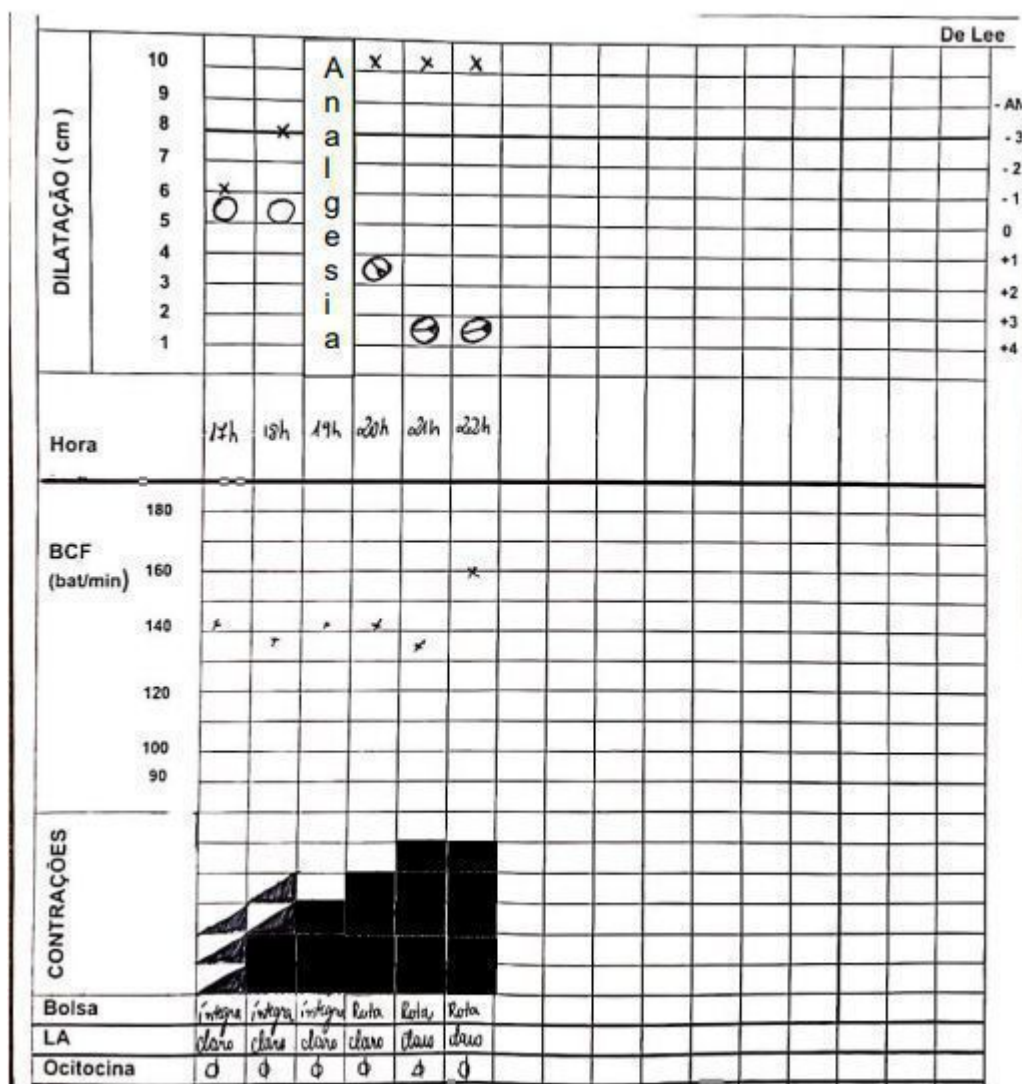 De Lee
DILATAÇÃO ( cm )
10
9
8
7
6
5
4
3
2
1
Analgesia
- AM
- 3
- 2
- 1
0
+1
+2
+3
+4
Hora 17h 18h 19h 20h 21h 22h
BCF
(bat/min)
180
160
140
120
100
90
CONTRAÇÕES
Bolsa íntegra íntegra íntegra Rota Rota Rota
LA claro claro claro claro claro claro
Ocitocina